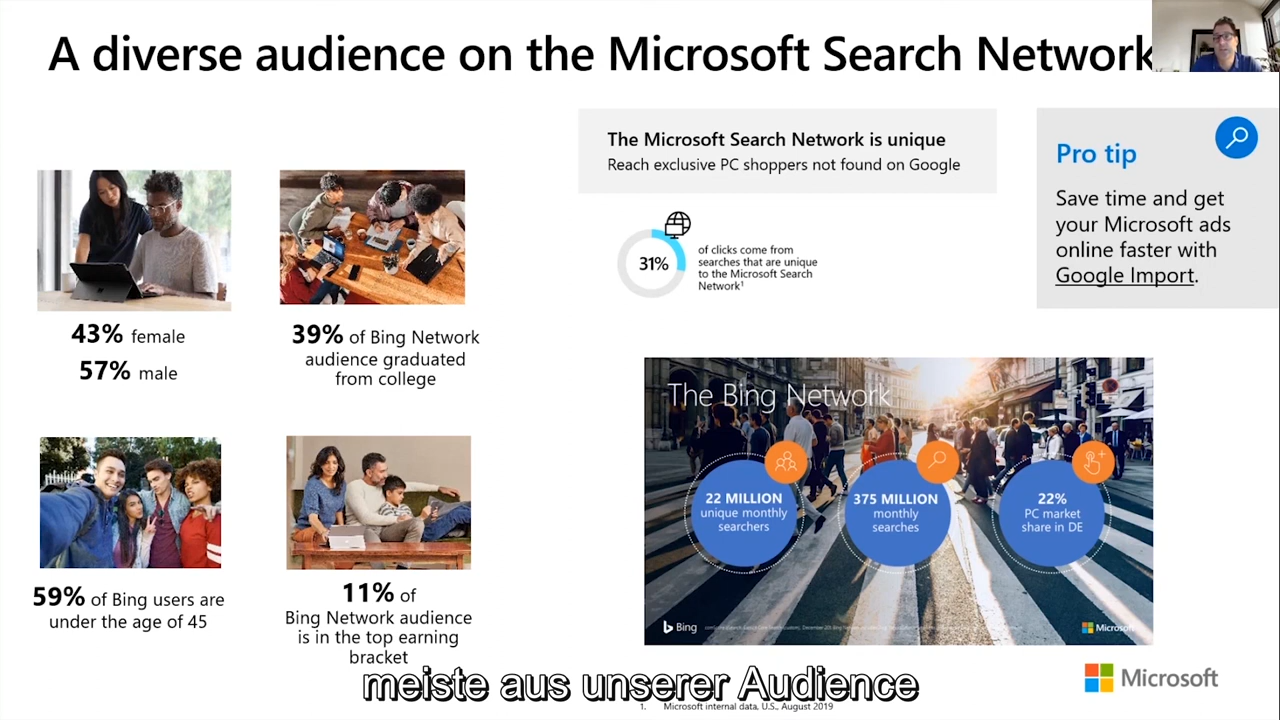 A diverse audience on the Microsoft Search Network
The Microsoft Search Network is unique
Reach exclusive PC shoppers not found on Google
Pro tip
Save time and get
your Microsoft ads
online faster with
Google Import.
31%
of clicks come from
searches that are unique
to the Microsoft Search
Network¹
43% female
57% male
39% of Bing Network
audience graduated
from college
59% of Bing users are
under the age of 45
11% of
Bing Network audience
is in the top earning
bracket
The Bing Network
22 MILLION
unique monthly
searchers
375 MILLION
monthly
searches
22%
PC market
share in DE
Bing
Microsoft
meiste aus unserer Audience
Microsoft
1. Microsoft internal data, U.S., August 2019